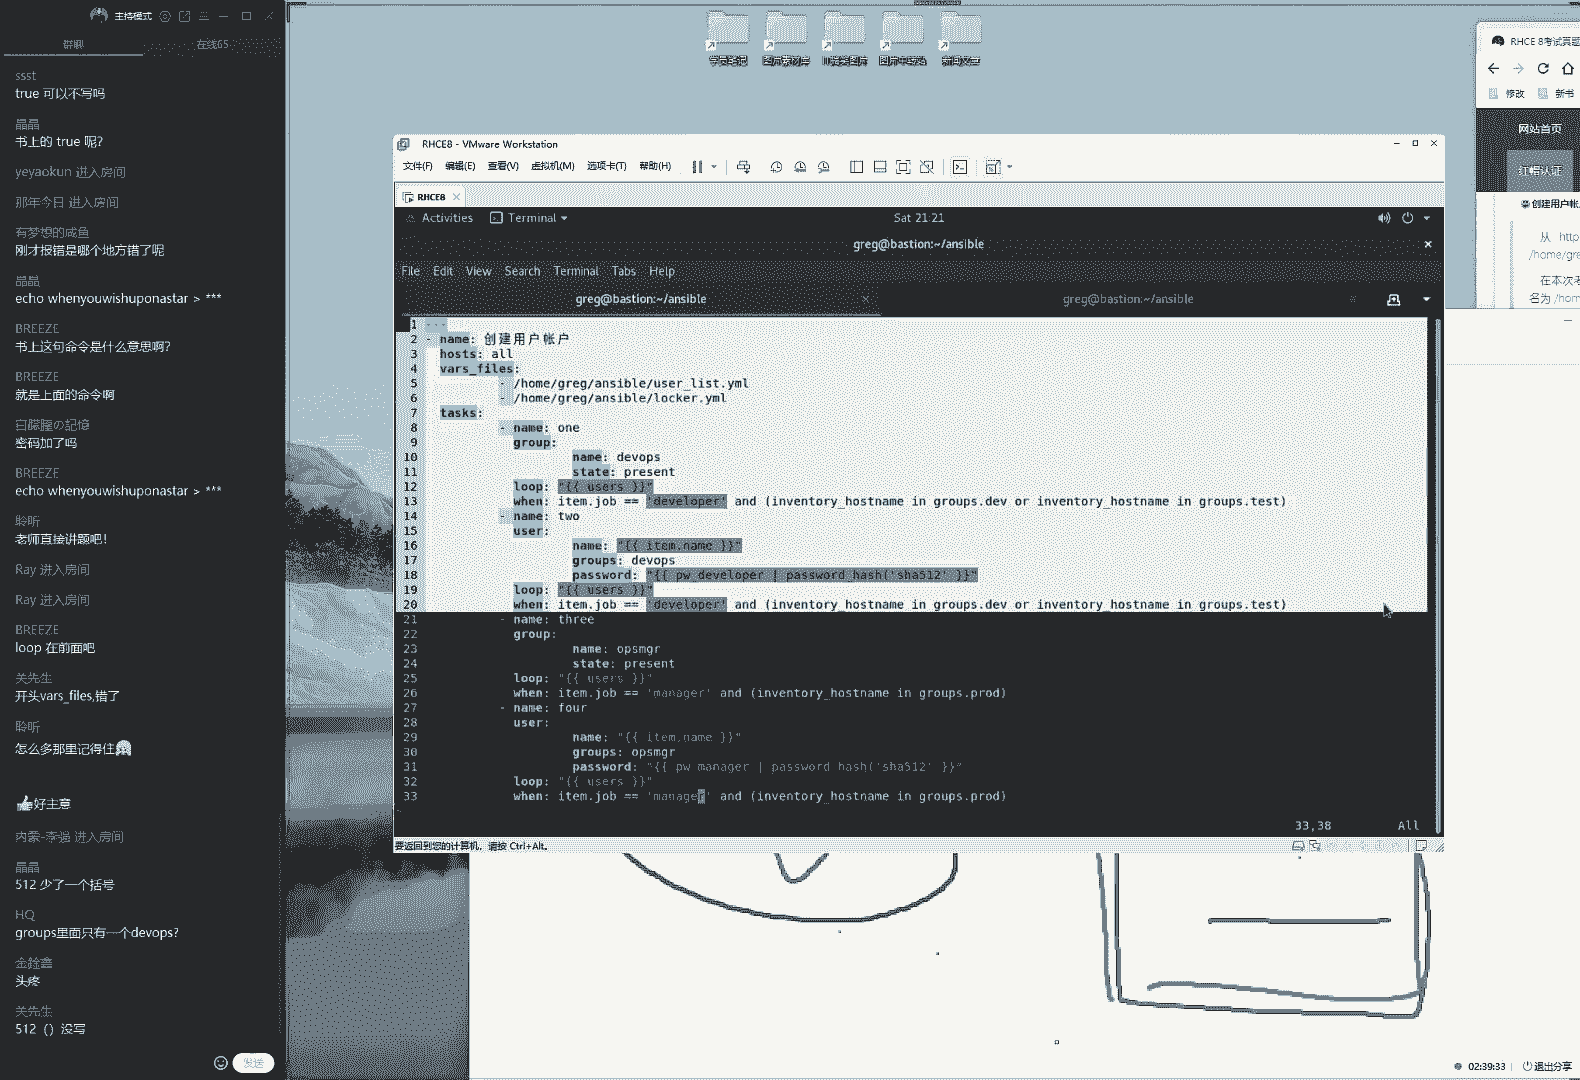 主持模式
群聊
在线65
ssst
true 可以不写吗
晶晶
书上的 true 呢?
yeyaokun 进入房间
那年今日 进入房间
有梦想的咸鱼
刚才报错是哪个地方错了呢
晶晶
echo whenyouwishuponastar > ***
BREEZE
书上这句命令是什么意思啊?
BREEZE
就是上面的命令啊
密码加了吗
BREEZE
echo whenyouwishuponastar > ***
聆听
老师直接讲题吧!
Ray 进入房间
Ray 进入房间
BREEZE
loop 在前面吧
关先生
开头vars_files,错了
聆听
怎么多那里记得住
好主意
内蒙-李强 进入房间
晶晶
512 少了一个括号
HQ
groups里面只有一个devops?
头疼
关先生
512（）没写
发送
学员笔记
图片素材库
图片中转站
新闻文章
RHCE8 - VMware Workstation
文件(F) 编辑(E) 查看(V) 虚拟机(M) 选项卡(T) 帮助(H)
RHCE8
Activities Terminal Sat 21:21
greg@bastion:~/ansible
File Edit View Search Terminal Tabs Help
greg@bastion:~/ansible greg@bastion:~/ansible
1 ---
2 - name: 创建用户帐户
3 hosts: all
4 vars_files:
5 - /home/greg/ansible/user_list.yml
6 - /home/greg/ansible/locker.yml
7 tasks:
8 - name: one
9 group:
10 name: devops
11 state: present
12 loop: "{{ users }}"
13 when: item.job == 'developer' and (inventory_hostname in groups.dev or inventory_hostname in groups.test)
14 - name: two
15 user:
16 name: "{{ item.name }}"
17 groups: devops
18 password: "{{ pw_developer | password_hash('sha512' }}"
19 loop: "{{ users }}"
20 when: item.job == 'developer' and (inventory_hostname in groups.dev or inventory_hostname in groups.test)
21 - name: three
22 group:
23 name: opsmgr
24 state: present
25 loop: "{{ users }}"
26 when: item.job == 'manager' and (inventory_hostname in groups.prod)
27 - name: four
28 user:
29 name: "{{ item.name }}"
30 groups: opsmgr
31 password: "{{ pw_manager | password_hash('sha512' }}"
32 loop: "{{ users }}"
33 when: item.job == 'manager' and (inventory_hostname in groups.prod)
33,38 All
要返回到您的计算机，请按 Ctrl+Alt。
RHCE 8考试真题
修改 新书
网站首页
红帽认证
创建用户帐
从 http
/home/gre
在本次考
名为 /hom
02:39:33 退出分享